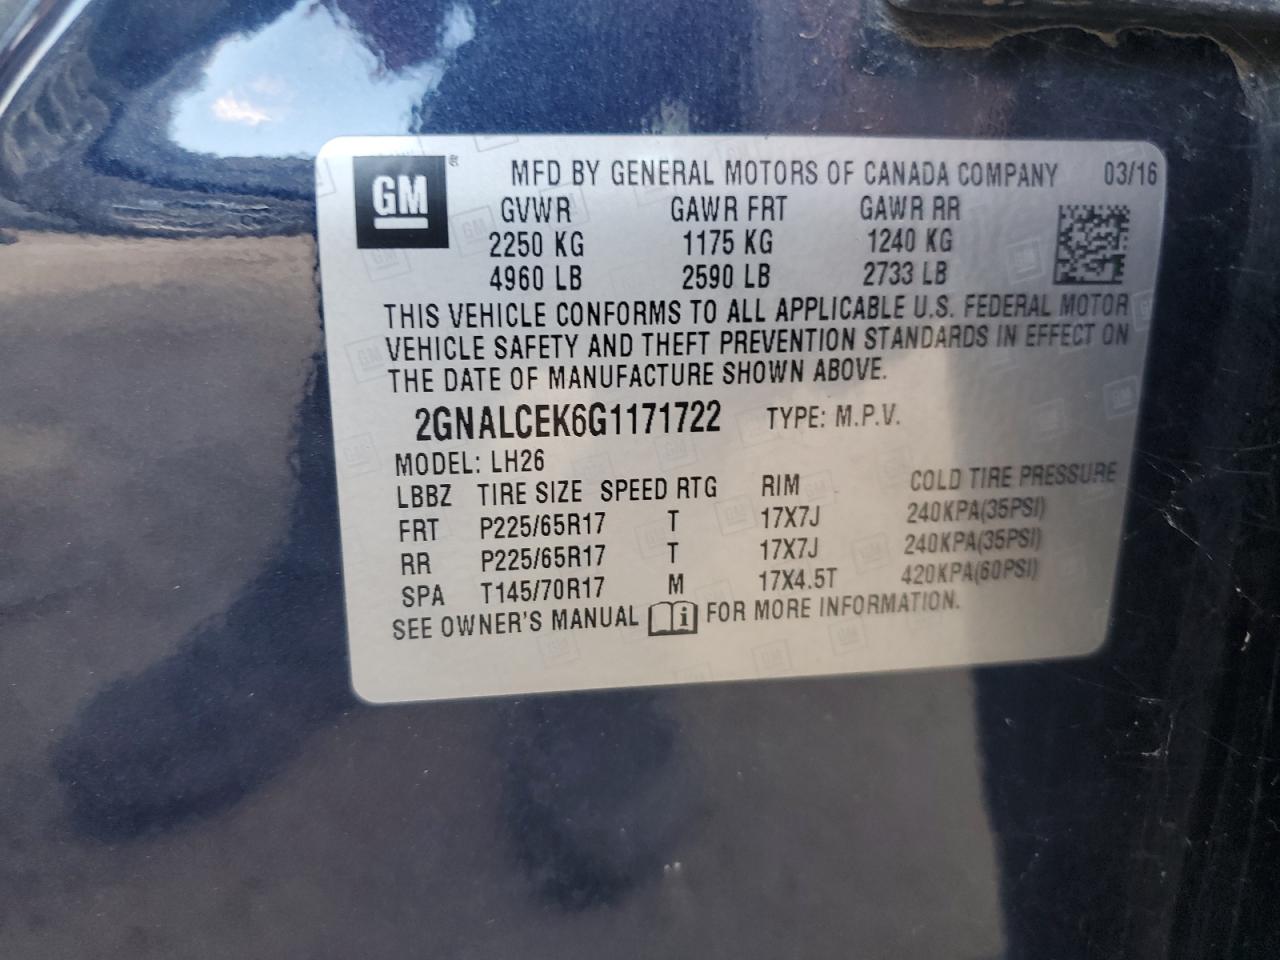 GM ® MFD BY GENERAL MOTORS OF CANADA COMPANY 03/16
GVWR GAWR FRT GAWR RR
2250 KG 1175 KG 1240 KG
4960 LB 2590 LB 2733 LB
THIS VEHICLE CONFORMS TO ALL APPLICABLE U.S. FEDERAL MOTOR
VEHICLE SAFETY AND THEFT PREVENTION STANDARDS IN EFFECT ON
THE DATE OF MANUFACTURE SHOWN ABOVE.
2GNALCEK6G1171722 TYPE: M.P.V.
MODEL: LH26
LBBZ TIRE SIZE SPEED RTG RIM COLD TIRE PRESSURE
FRT P225/65R17 T 17X7J 240KPA(35PSI)
RR P225/65R17 T 17X7J 240KPA(35PSI)
SPA T145/70R17 M 17X4.5T 420KPA(60PSI)
SEE OWNER'S MANUAL i FOR MORE INFORMATION.